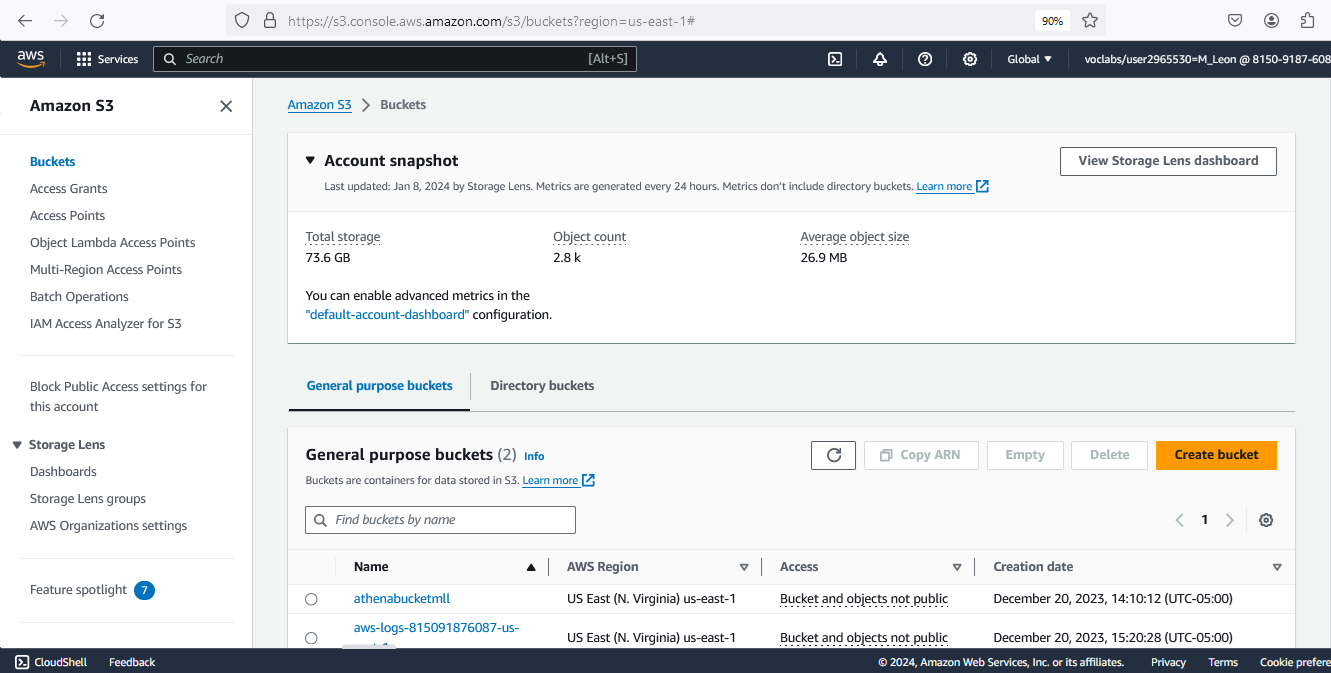 https://s3.console.aws.amazon.com/s3/buckets?region=us-east-1#
90%
aws
Services
Search
[Alt+S]
Global
voclabs/user2965530=M_Leon @ 8150-9187-608
Amazon S3
Buckets
Access Grants
Access Points
Object Lambda Access Points
Multi-Region Access Points
Batch Operations
IAM Access Analyzer for S3
Block Public Access settings for
this account
Storage Lens
Dashboards
Storage Lens groups
AWS Organizations settings
Feature spotlight 7
Amazon S3 > Buckets
Account snapshot
View Storage Lens dashboard
Last updated: Jan 8, 2024 by Storage Lens. Metrics are generated every 24 hours. Metrics don't include directory buckets. Learn more
Total storage Object count Average object size
73.6 GB 2.8 k 26.9 MB
You can enable advanced metrics in the
"default-account-dashboard" configuration.
General purpose buckets Directory buckets
General purpose buckets (2) Info
Copy ARN Empty Delete Create bucket
Buckets are containers for data stored in S3. Learn more
Find buckets by name
1
Name AWS Region Access Creation date
athenabucketmll US East (N. Virginia) us-east-1 Bucket and objects not public December 20, 2023, 14:10:12 (UTC-05:00)
aws-logs-815091876087-us-
US East (N. Virginia) us-east-1 Bucket and objects not public December 20, 2023, 15:20:28 (UTC-05:00)
CloudShell Feedback © 2024, Amazon Web Services, Inc. or its affiliates. Privacy Terms Cookie prefere